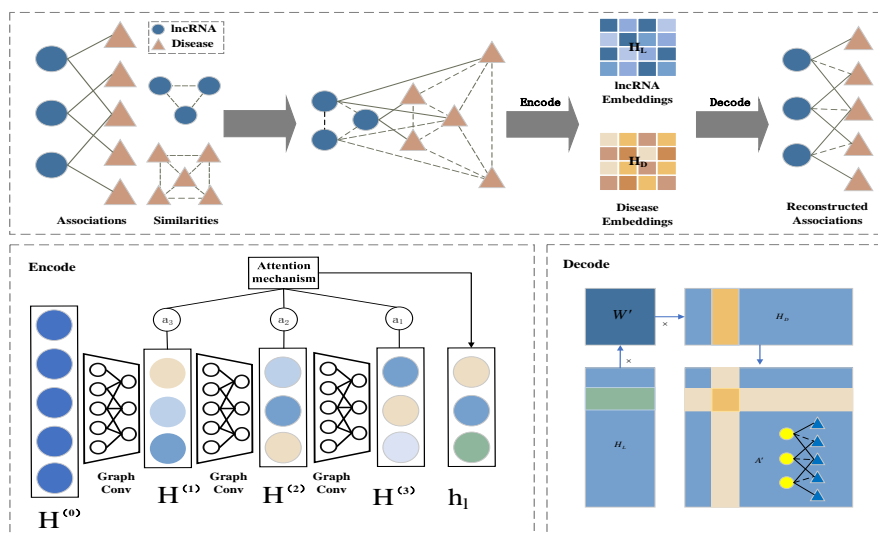 lncRNA
Disease
Associations
Similarities
Encode
H_L
lncRNA
Embeddings
H_D
Disease
Embeddings
Decode
Reconstructed
Associations
Encode
Attention
mechanism
a₃
a₂
a₁
Graph
Conv
Graph
Conv
Graph
Conv
H⁽⁰⁾
H⁽¹⁾
H⁽²⁾
H⁽³⁾
h_l
Decode
W'
×
H_D
×
H_L
A'